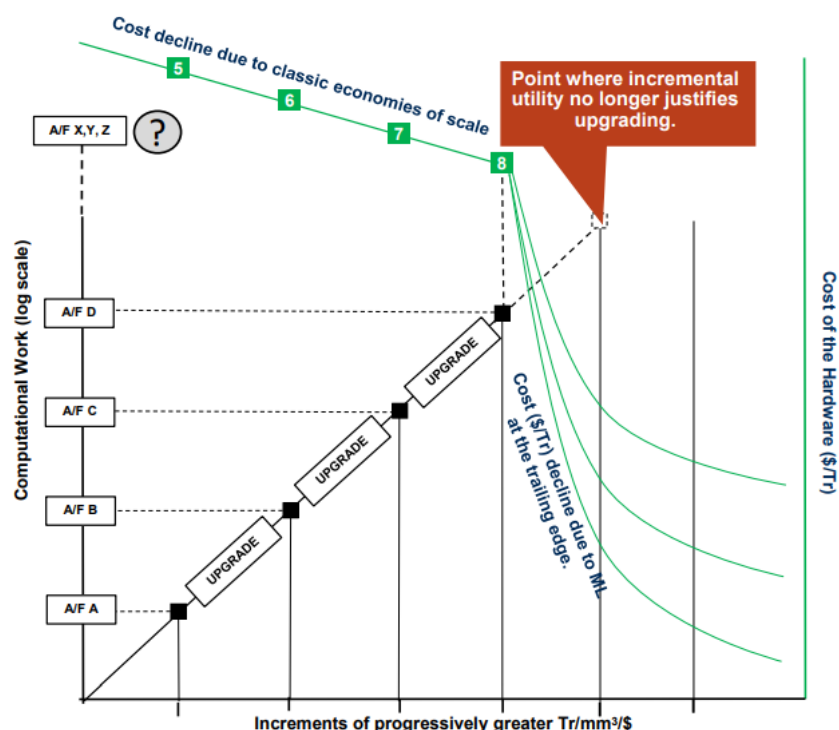 Cost decline due to classic economies of scale
5
6
7
8
Point where incremental
utility no longer justifies
upgrading.
A/F X,Y, Z
?
Computational Work (log scale)
A/F D
A/F C
A/F B
A/F A
UPGRADE
UPGRADE
UPGRADE
Cost ($/Tr) decline due to ML
at the trailing edge.
Cost of the Hardware ($/Tr)
Increments of progressively greater Tr/mm³/$